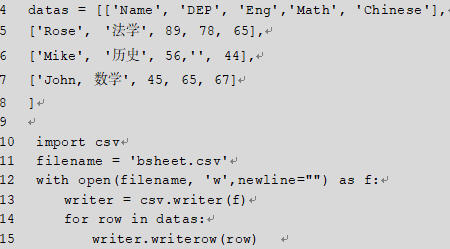 4 datas = [['Name', 'DEP', 'Eng','Math', 'Chinese'],↵
5 ['Rose', '法学', 89, 78, 65],↵
6 ['Mike', '历史', 56,'', 44],↵
7 ['John, 数学', 45, 65, 67]↵
8 ]↵
9 ↵
10 import csv↵
11 filename = 'bsheet.csv'↵
12 with open(filename, 'w',newline="") as f:↵
13 writer = csv.writer(f)↵
14 for row in datas:↵
15 writer.writerow(row) ↵